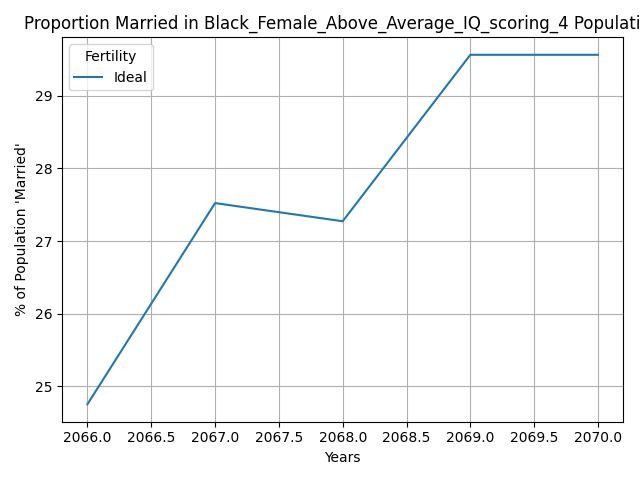 Proportion Married in Black_Female_Above_Average_IQ_scoring_4 Populati
Fertility
Ideal
% of Population 'Married'
29
28
27
26
25
2066.0 2066.5 2067.0 2067.5 2068.0 2068.5 2069.0 2069.5 2070.0
Years